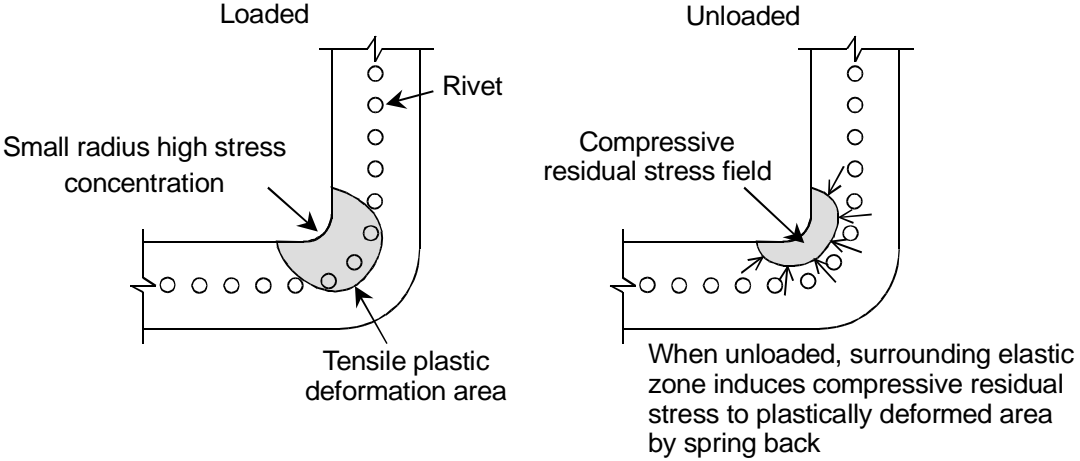 Loaded
Rivet
Small radius high stress
concentration
Tensile plastic
deformation area
Unloaded
Compressive
residual stress field
When unloaded, surrounding elastic
zone induces compressive residual
stress to plastically deformed area
by spring back